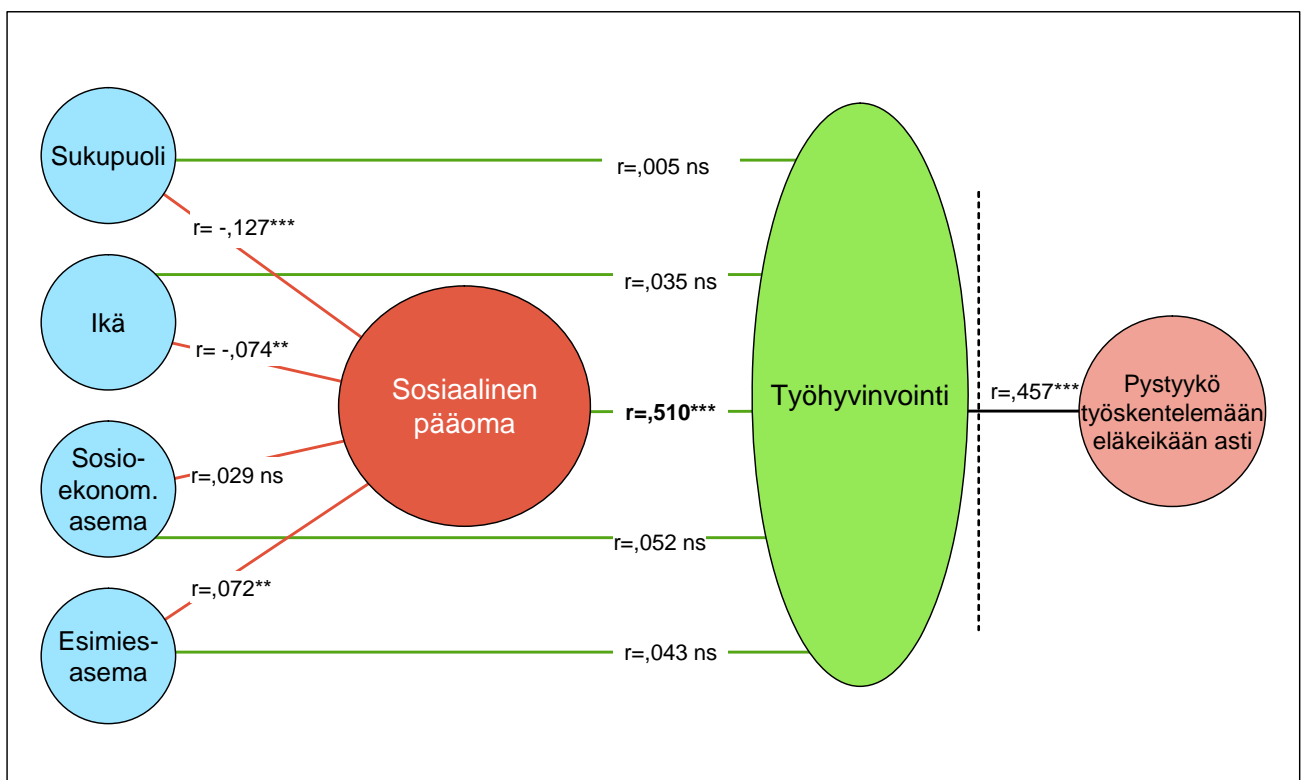 Sukupuoli
r=,005 ns
r= -,127***
Ikä
r=,035 ns
r= -,074**
Sosiaalinen
pääoma
r=,510***
Työhyvinvointi
r=,457***
Pystyykö
työskentelemään
eläkeikään asti
Sosio-
ekonom.
asema
r=,029 ns
r=,052 ns
r=,072**
Esimies-
asema
r=,043 ns